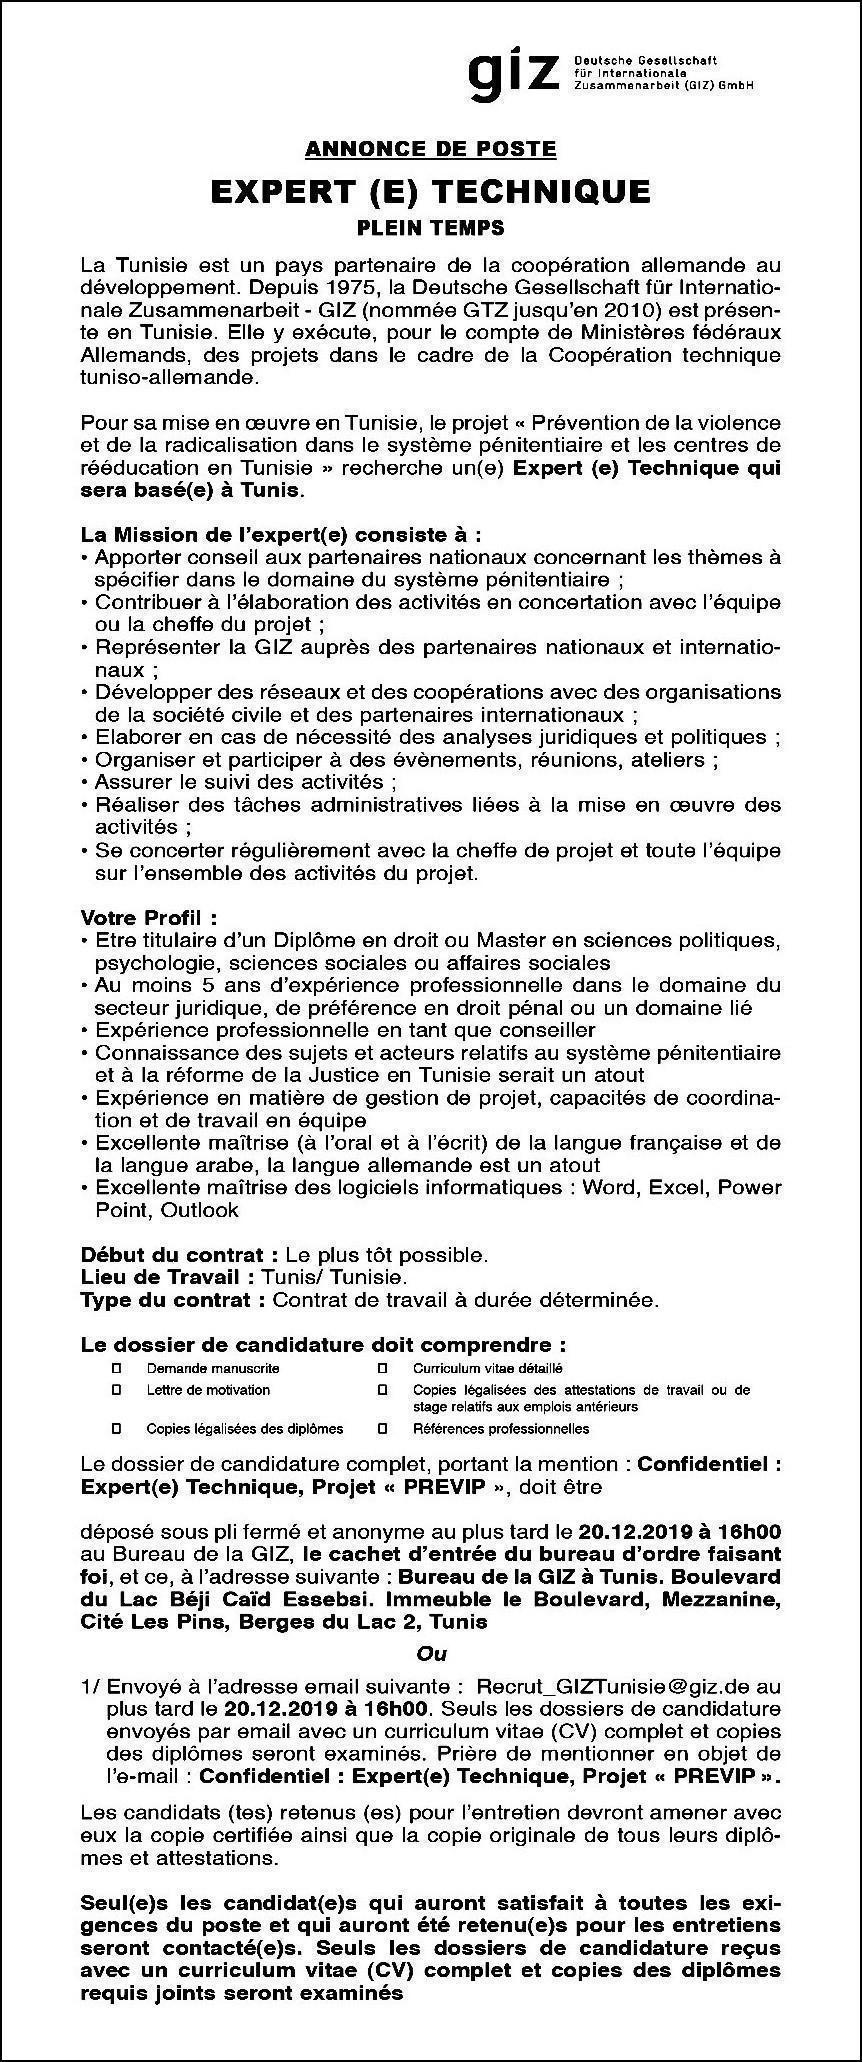 giz
Deutsche Gesellschaft
für Internationale
Zusammenarbeit (GIZ) GmbH
ANNONCE DE POSTE
EXPERT (E) TECHNIQUE
PLEIN TEMPS
La Tunisie est un pays partenaire de la coopération allemande au
développement. Depuis 1975, la Deutsche Gesellschaft für Internatio-
nale Zusammenarbeit - GIZ (nommée GTZ jusqu'en 2010) est présen-
te en Tunisie. Elle y exécute, pour le compte de Ministères fédéraux
Allemands, des projets dans le cadre de la Coopération technique
tuniso-allemande.
Pour sa mise en œuvre en Tunisie, le projet « Prévention de la violence
et de la radicalisation dans le système pénitentiaire et les centres de
rééducation en Tunisie » recherche un(e) Expert (e) Technique qui
sera basé(e) à Tunis.
La Mission de l'expert(e) consiste à :
• Apporter conseil aux partenaires nationaux concernant les thèmes à
spécifier dans le domaine du système pénitentiaire ;
• Contribuer à l'élaboration des activités en concertation avec l'équipe
ou la cheffe du projet ;
• Représenter la GIZ auprès des partenaires nationaux et internatio-
naux ;
• Développer des réseaux et des coopérations avec des organisations
de la société civile et des partenaires internationaux ;
• Elaborer en cas de nécessité des analyses juridiques et politiques ;
• Organiser et participer à des évènements, réunions, ateliers ;
• Assurer le suivi des activités ;
• Réaliser des tâches administratives liées à la mise en œuvre des
activités ;
• Se concerter régulièrement avec la cheffe de projet et toute l'équipe
sur l'ensemble des activités du projet.
Votre Profil :
• Etre titulaire d'un Diplôme en droit ou Master en sciences politiques,
psychologie, sciences sociales ou affaires sociales
• Au moins 5 ans d'expérience professionnelle dans le domaine du
secteur juridique, de préférence en droit pénal ou un domaine lié
• Expérience professionnelle en tant que conseiller
• Connaissance des sujets et acteurs relatifs au système pénitentiaire
et à la réforme de la Justice en Tunisie serait un atout
• Expérience en matière de gestion de projet, capacités de coordina-
tion et de travail en équipe
• Excellente maîtrise (à l'oral et à l'écrit) de la langue française et de
la langue arabe, la langue allemande est un atout
• Excellente maîtrise des logiciels informatiques : Word, Excel, Power
Point, Outlook
Début du contrat : Le plus tôt possible.
Lieu de Travail : Tunis/ Tunisie.
Type du contrat : Contrat de travail à durée déterminée.
Le dossier de candidature doit comprendre :
☐ Demande manuscrite ☐ Curriculum vitae détaillé
☐ Lettre de motivation ☐ Copies légalisées des attestations de travail ou de
stage relatifs aux emplois antérieurs
☐ Copies légalisées des diplômes ☐ Références professionnelles
Le dossier de candidature complet, portant la mention : Confidentiel :
Expert(e) Technique, Projet « PREVIP », doit être
déposé sous pli fermé et anonyme au plus tard le 20.12.2019 à 16h00
au Bureau de la GIZ, le cachet d'entrée du bureau d'ordre faisant
foi, et ce, à l'adresse suivante : Bureau de la GIZ à Tunis. Boulevard
du Lac Béji Caïd Essebsi. Immeuble le Boulevard, Mezzanine,
Cité Les Pins, Berges du Lac 2, Tunis
Ou
1/ Envoyé à l'adresse email suivante : Recrut_GIZTunisie@giz.de au
plus tard le 20.12.2019 à 16h00. Seuls les dossiers de candidature
envoyés par email avec un curriculum vitae (CV) complet et copies
des diplômes seront examinés. Prière de mentionner en objet de
l'e-mail : Confidentiel : Expert(e) Technique, Projet « PREVIP ».
Les candidats (tes) retenus (es) pour l'entretien devront amener avec
eux la copie certifiée ainsi que la copie originale de tous leurs diplô-
mes et attestations.
Seul(e)s les candidat(e)s qui auront satisfait à toutes les exi-
gences du poste et qui auront été retenu(e)s pour les entretiens
seront contacté(e)s. Seuls les dossiers de candidature reçus
avec un curriculum vitae (CV) complet et copies des diplômes
requis joints seront examinés